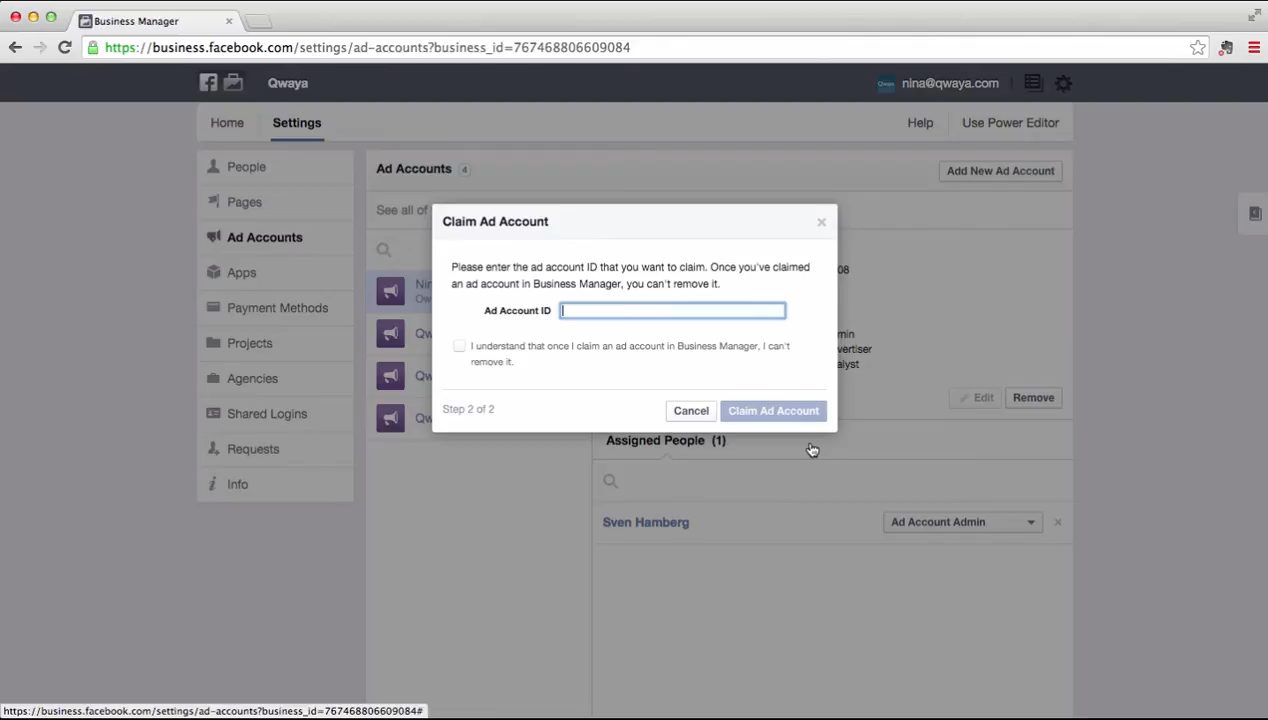 Business Manager
https://business.facebook.com/settings/ad-accounts?business_id=767468806609084
Qwaya
nina@qwaya.com
Home
Settings
Help
Use Power Editor
People
Pages
Ad Accounts
Apps
Payment Methods
Projects
Agencies
Shared Logins
Requests
Info
Ad Accounts 4
Add New Ad Account
See all of
Claim Ad Account
Please enter the ad account ID that you want to claim. Once you've claimed
an ad account in Business Manager, you can't remove it.
Ad Account ID
I understand that once I claim an ad account in Business Manager, I can't
remove it.
Step 2 of 2
Cancel
Claim Ad Account
08
Edit
Remove
Assigned People (1)
Sven Hamberg
Ad Account Admin
https://business.facebook.com/settings/ad-accounts?business_id=767468806609084#